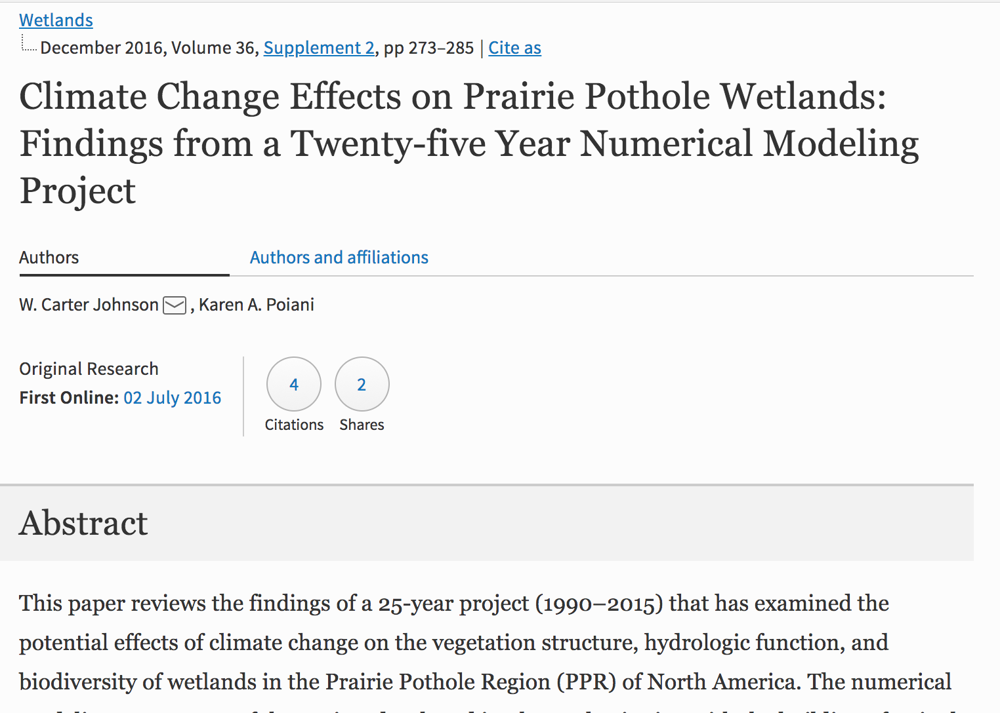 Wetlands
December 2016, Volume 36, Supplement 2, pp 273–285 | Cite as
Climate Change Effects on Prairie Pothole Wetlands:
Findings from a Twenty-five Year Numerical Modeling
Project
Authors Authors and affiliations
W. Carter Johnson , Karen A. Poiani
Original Research
First Online: 02 July 2016
4 2
Citations Shares
Abstract
This paper reviews the findings of a 25-year project (1990–2015) that has examined the
potential effects of climate change on the vegetation structure, hydrologic function, and
biodiversity of wetlands in the Prairie Pothole Region (PPR) of North America. The numerical